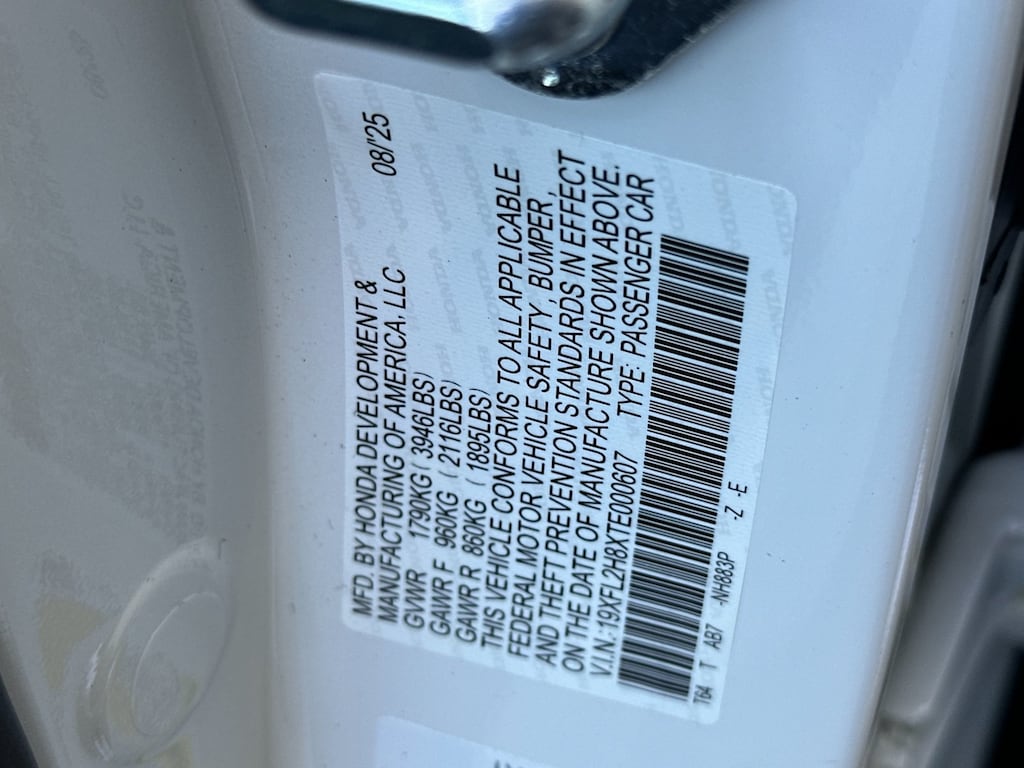 MFD. BY HONDA DEVELOPMENT &
MANUFACTURING OF AMERICA, LLC 08/'25
GVWR 1790KG ( 3946LBS)
GAWR F 960KG ( 2116LBS)
GAWR R 860KG ( 1895LBS)
THIS VEHICLE CONFORMS TO ALL APPLICABLE
FEDERAL MOTOR VEHICLE SAFETY, BUMPER,
AND THEFT PREVENTION STANDARDS IN EFFECT
ON THE DATE OF MANUFACTURE SHOWN ABOVE.
V.I.N.:19XFL2H8XTE000607 TYPE: PASSENGER CAR
T64 T AB7 -NH883P -Z -E